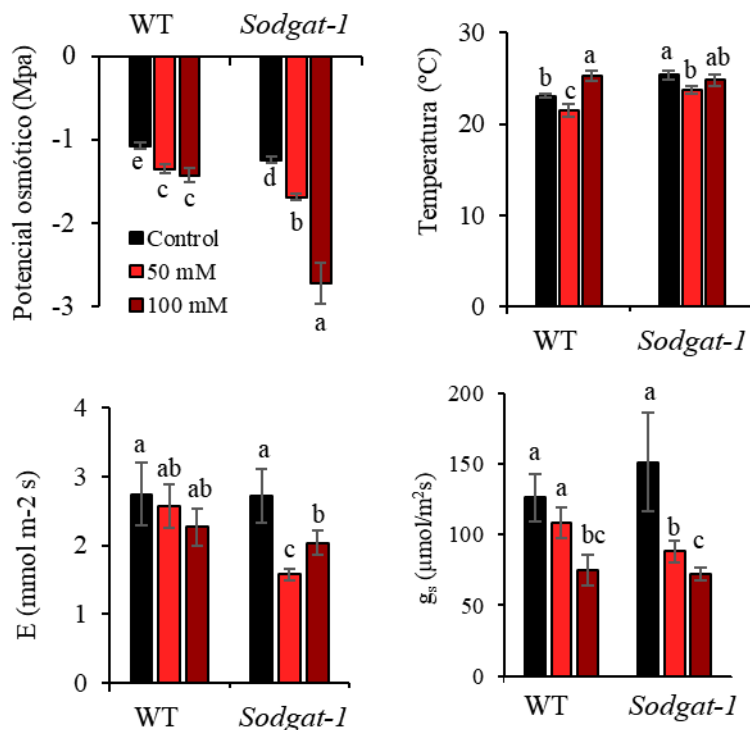 WT
Sodgat-1
Potencial osmótico (Mpa)
0
-1
-2
-3
e
c
c
d
b
a
Control
50 mM
100 mM
Temperatura (°C)
30
20
10
0
b
c
a
a
b
ab
WT
Sodgat-1
E (mmol m-2 s)
4
3
2
1
0
a
ab
ab
a
c
b
WT
Sodgat-1
gs (µmol/m²s)
200
150
100
50
0
a
a
bc
a
b
c
WT
Sodgat-1